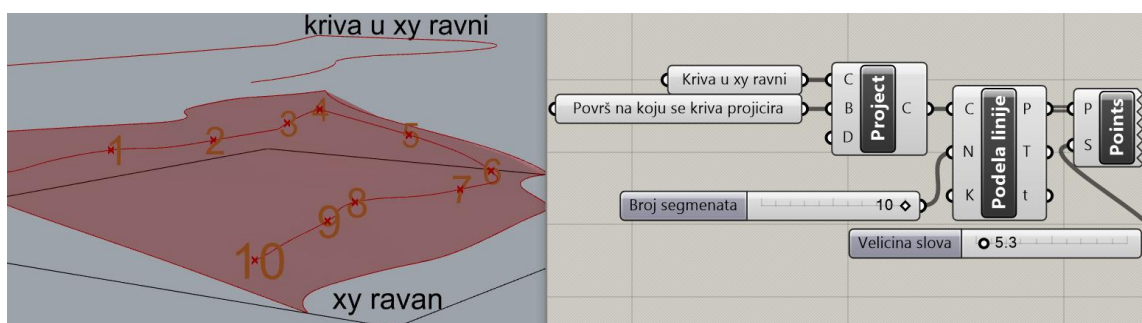 kriva u xy ravni
1
2
3
4
5
6
7
8
9
10
xy ravan
Kriva u xy ravni
Površ na koju se kriva projicira
C
B
D
Project
C
C
N
K
Podela linije
P
T
t
P
S
Points
Broj segmenata
10
Velicina slova
5.3